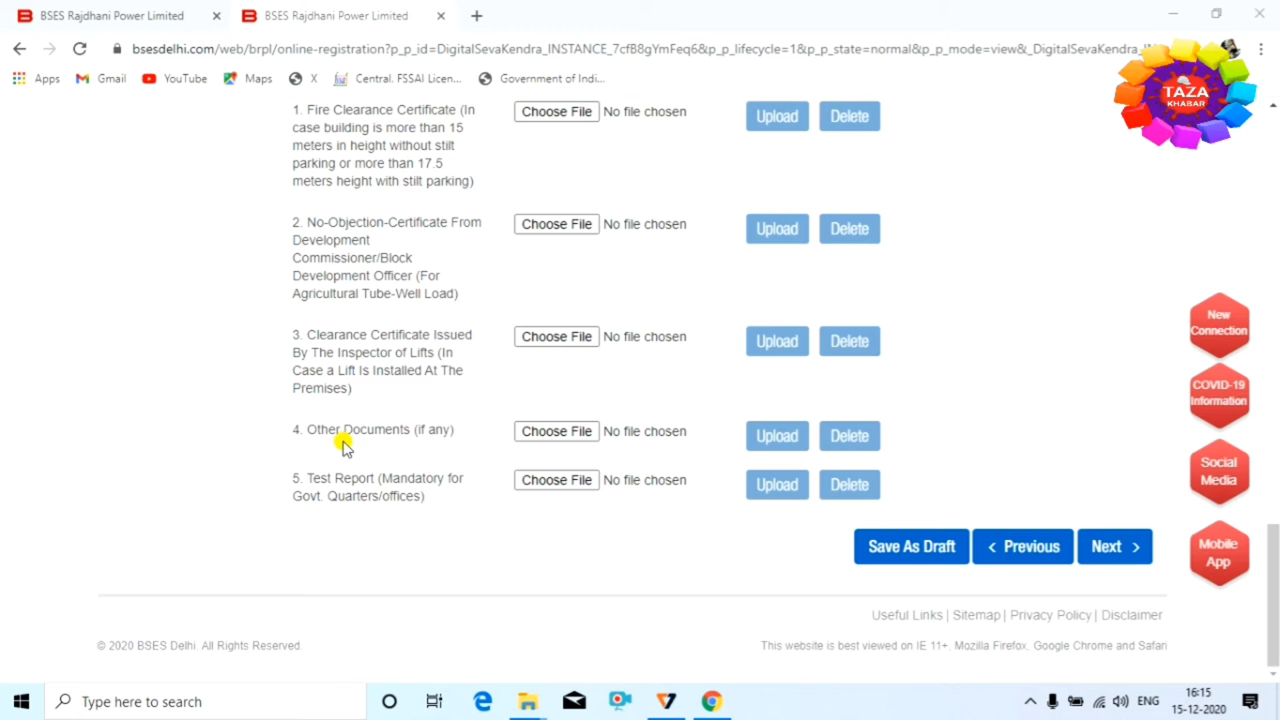 BSES Rajdhani Power Limited
BSES Rajdhani Power Limited
bsesdelhi.com/web/brpl/online-registration?p_p_id=DigitalSevaKendra_INSTANCE_7cfB8gYmFeq6&p_p_lifecycle=1&p_p_state=normal&p_p_mode=view&_DigitalSevaKendra_IN
Apps
Gmail
YouTube
Maps
X
Central. FSSAI Licen...
Government of Indi...
TAZA
KHABAR
1. Fire Clearance Certificate (In
case building is more than 15
meters in height without stilt
parking or more than 17.5
meters height with stilt parking)
Choose File No file chosen
Upload
Delete
2. No-Objection-Certificate From
Development
Commissioner/Block
Development Officer (For
Agricultural Tube-Well Load)
Choose File No file chosen
Upload
Delete
3. Clearance Certificate Issued
By The Inspector of Lifts (In
Case a Lift Is Installed At The
Premises)
Choose File No file chosen
Upload
Delete
4. Other Documents (if any)
Choose File No file chosen
Upload
Delete
5. Test Report (Mandatory for
Govt. Quarters/offices)
Choose File No file chosen
Upload
Delete
New
Connection
COVID-19
Information
Social
Media
Mobile
App
Save As Draft
< Previous
Next >
Useful Links | Sitemap | Privacy Policy | Disclaimer
© 2020 BSES Delhi. All Rights Reserved.
This website is best viewed on IE 11+, Mozilla Firefox, Google Chrome and Safari
Type here to search
ENG
16:15
15-12-2020